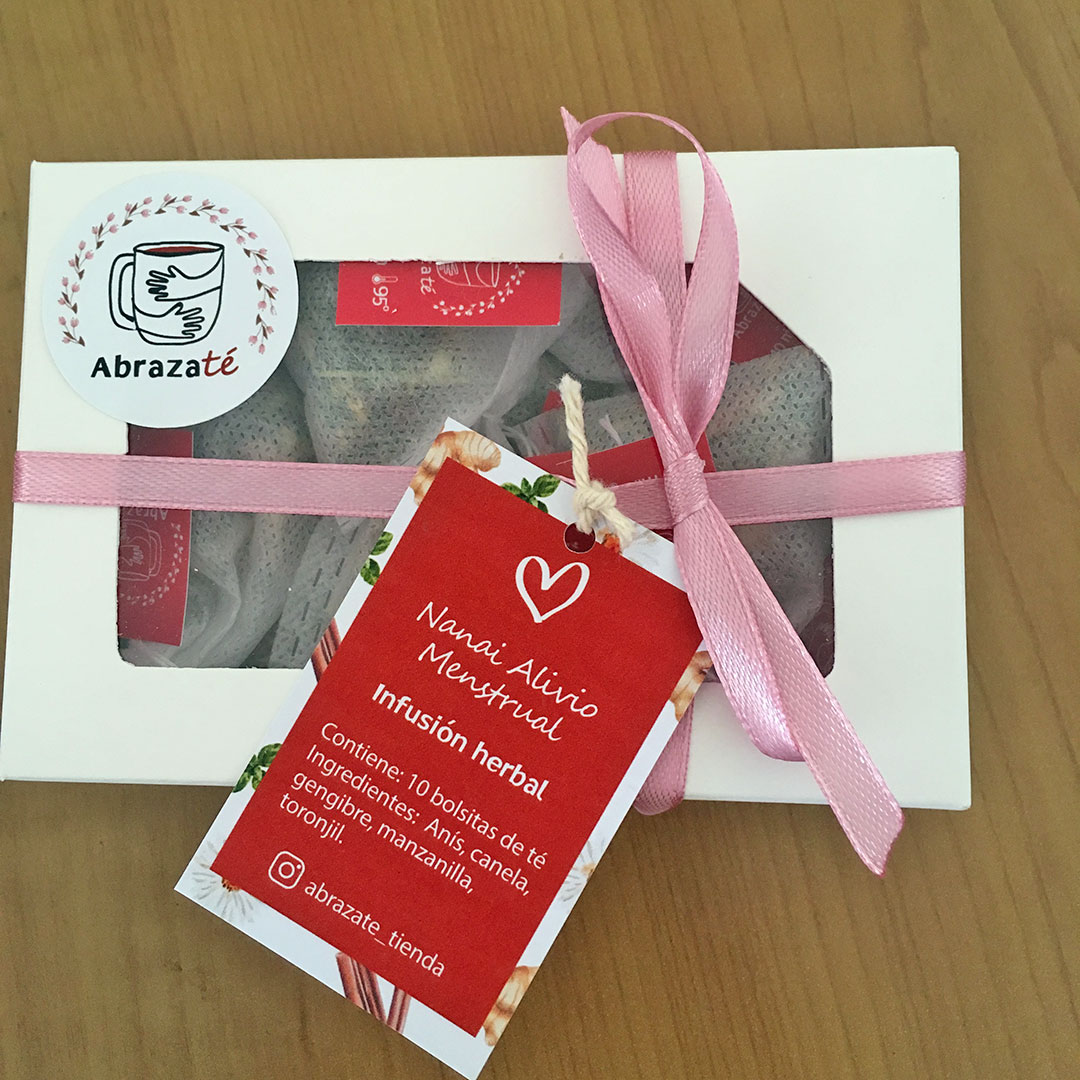 Abrazaté
95°
Nanai Alivio
Menstrual
Infusión herbal
Contiene: 10 bolsitas de té
Ingredientes: Anís, canela,
gengibre, manzanilla,
toronjil.
abrazate_tienda